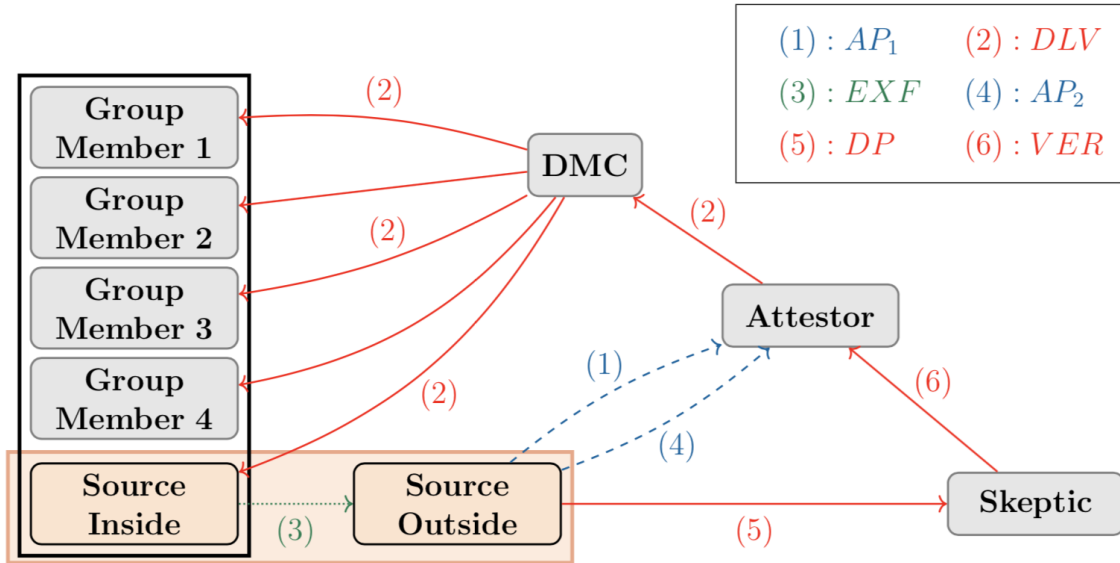 (1) : AP₁ (2) : DLV
(3) : EXF (4) : AP₂
(5) : DP (6) : VER
Group
Member 1
Group
Member 2
Group
Member 3
Group
Member 4
Source
Inside
Source
Outside
DMC
Attestor
Skeptic
(2)
(2)
(2)
(2)
(1)
(4)
(6)
(3)
(5)